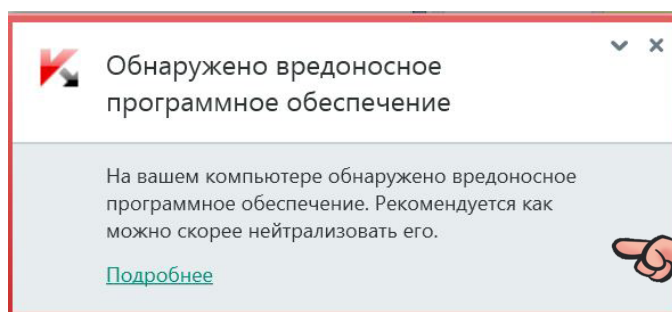 Обнаружено вредоносное
программное обеспечение
На вашем компьютере обнаружено вредоносное
программное обеспечение. Рекомендуется как
можно скорее нейтрализовать его.
Подробнее